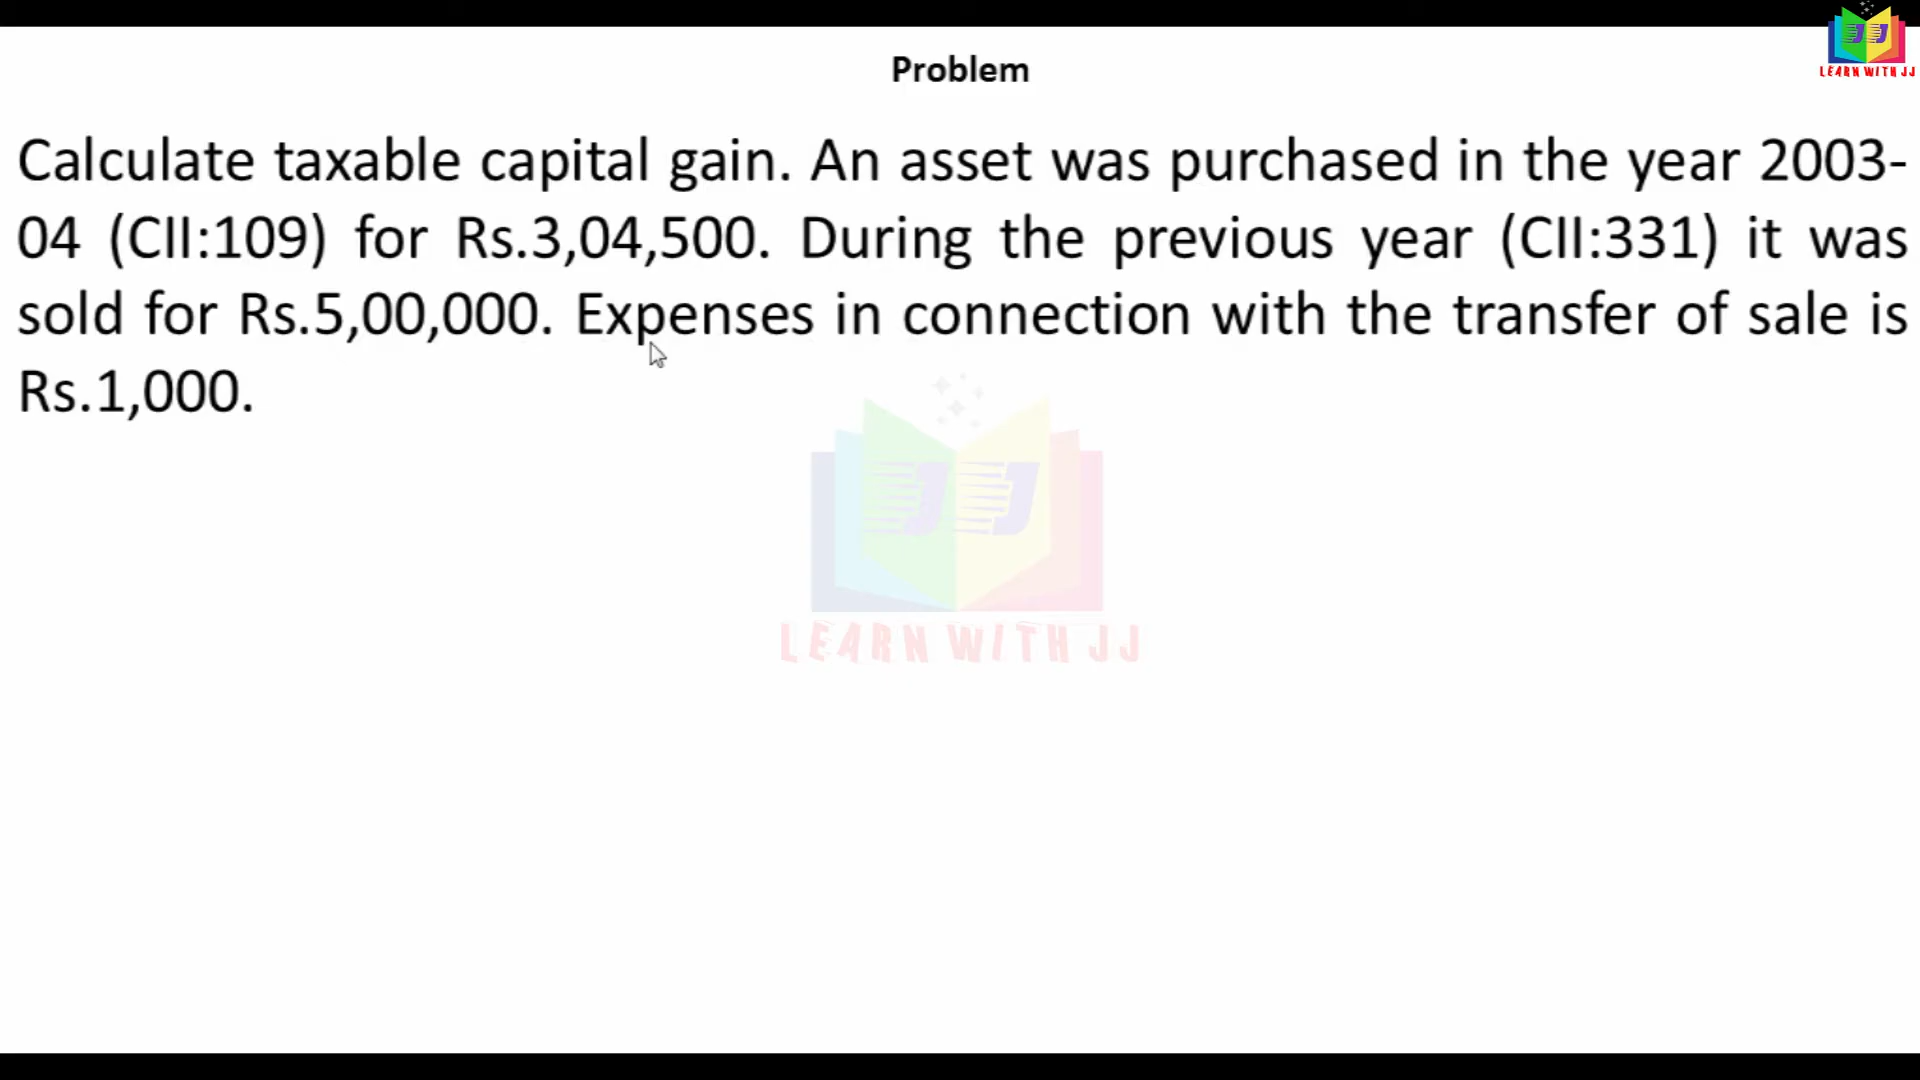 LEARN WITH JJ
Problem
Calculate taxable capital gain. An asset was purchased in the year 2003-
04 (CII:109) for Rs.3,04,500. During the previous year (CII:331) it was
sold for Rs.5,00,000. Expenses in connection with the transfer of sale is
Rs.1,000.
JJ
LEARN WITH JJ